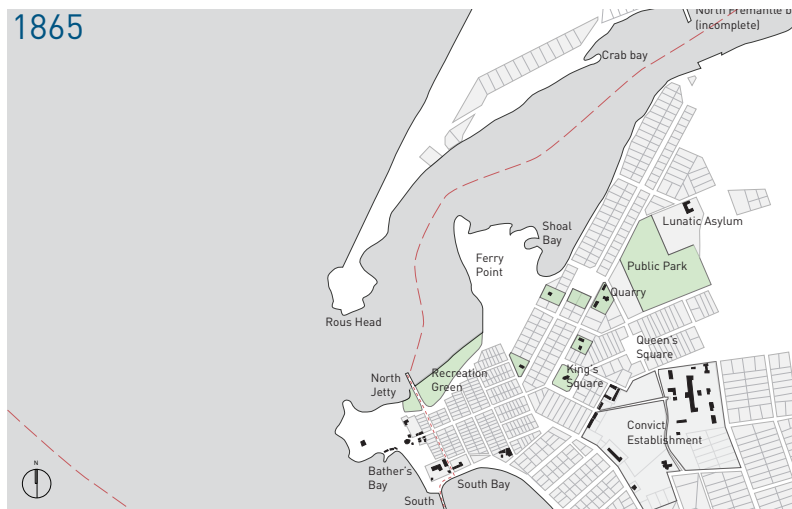 1865
North Fremantle b
(incomplete)
Crab bay
Lunatic Asylum
Shoal
Bay
Ferry
Point
Public Park
Quarry
Rous Head
Queen's
Square
North
Jetty
Recreation
Green
King's
Square
Convict
Establishment
Bather's
Bay
South Bay
South
N